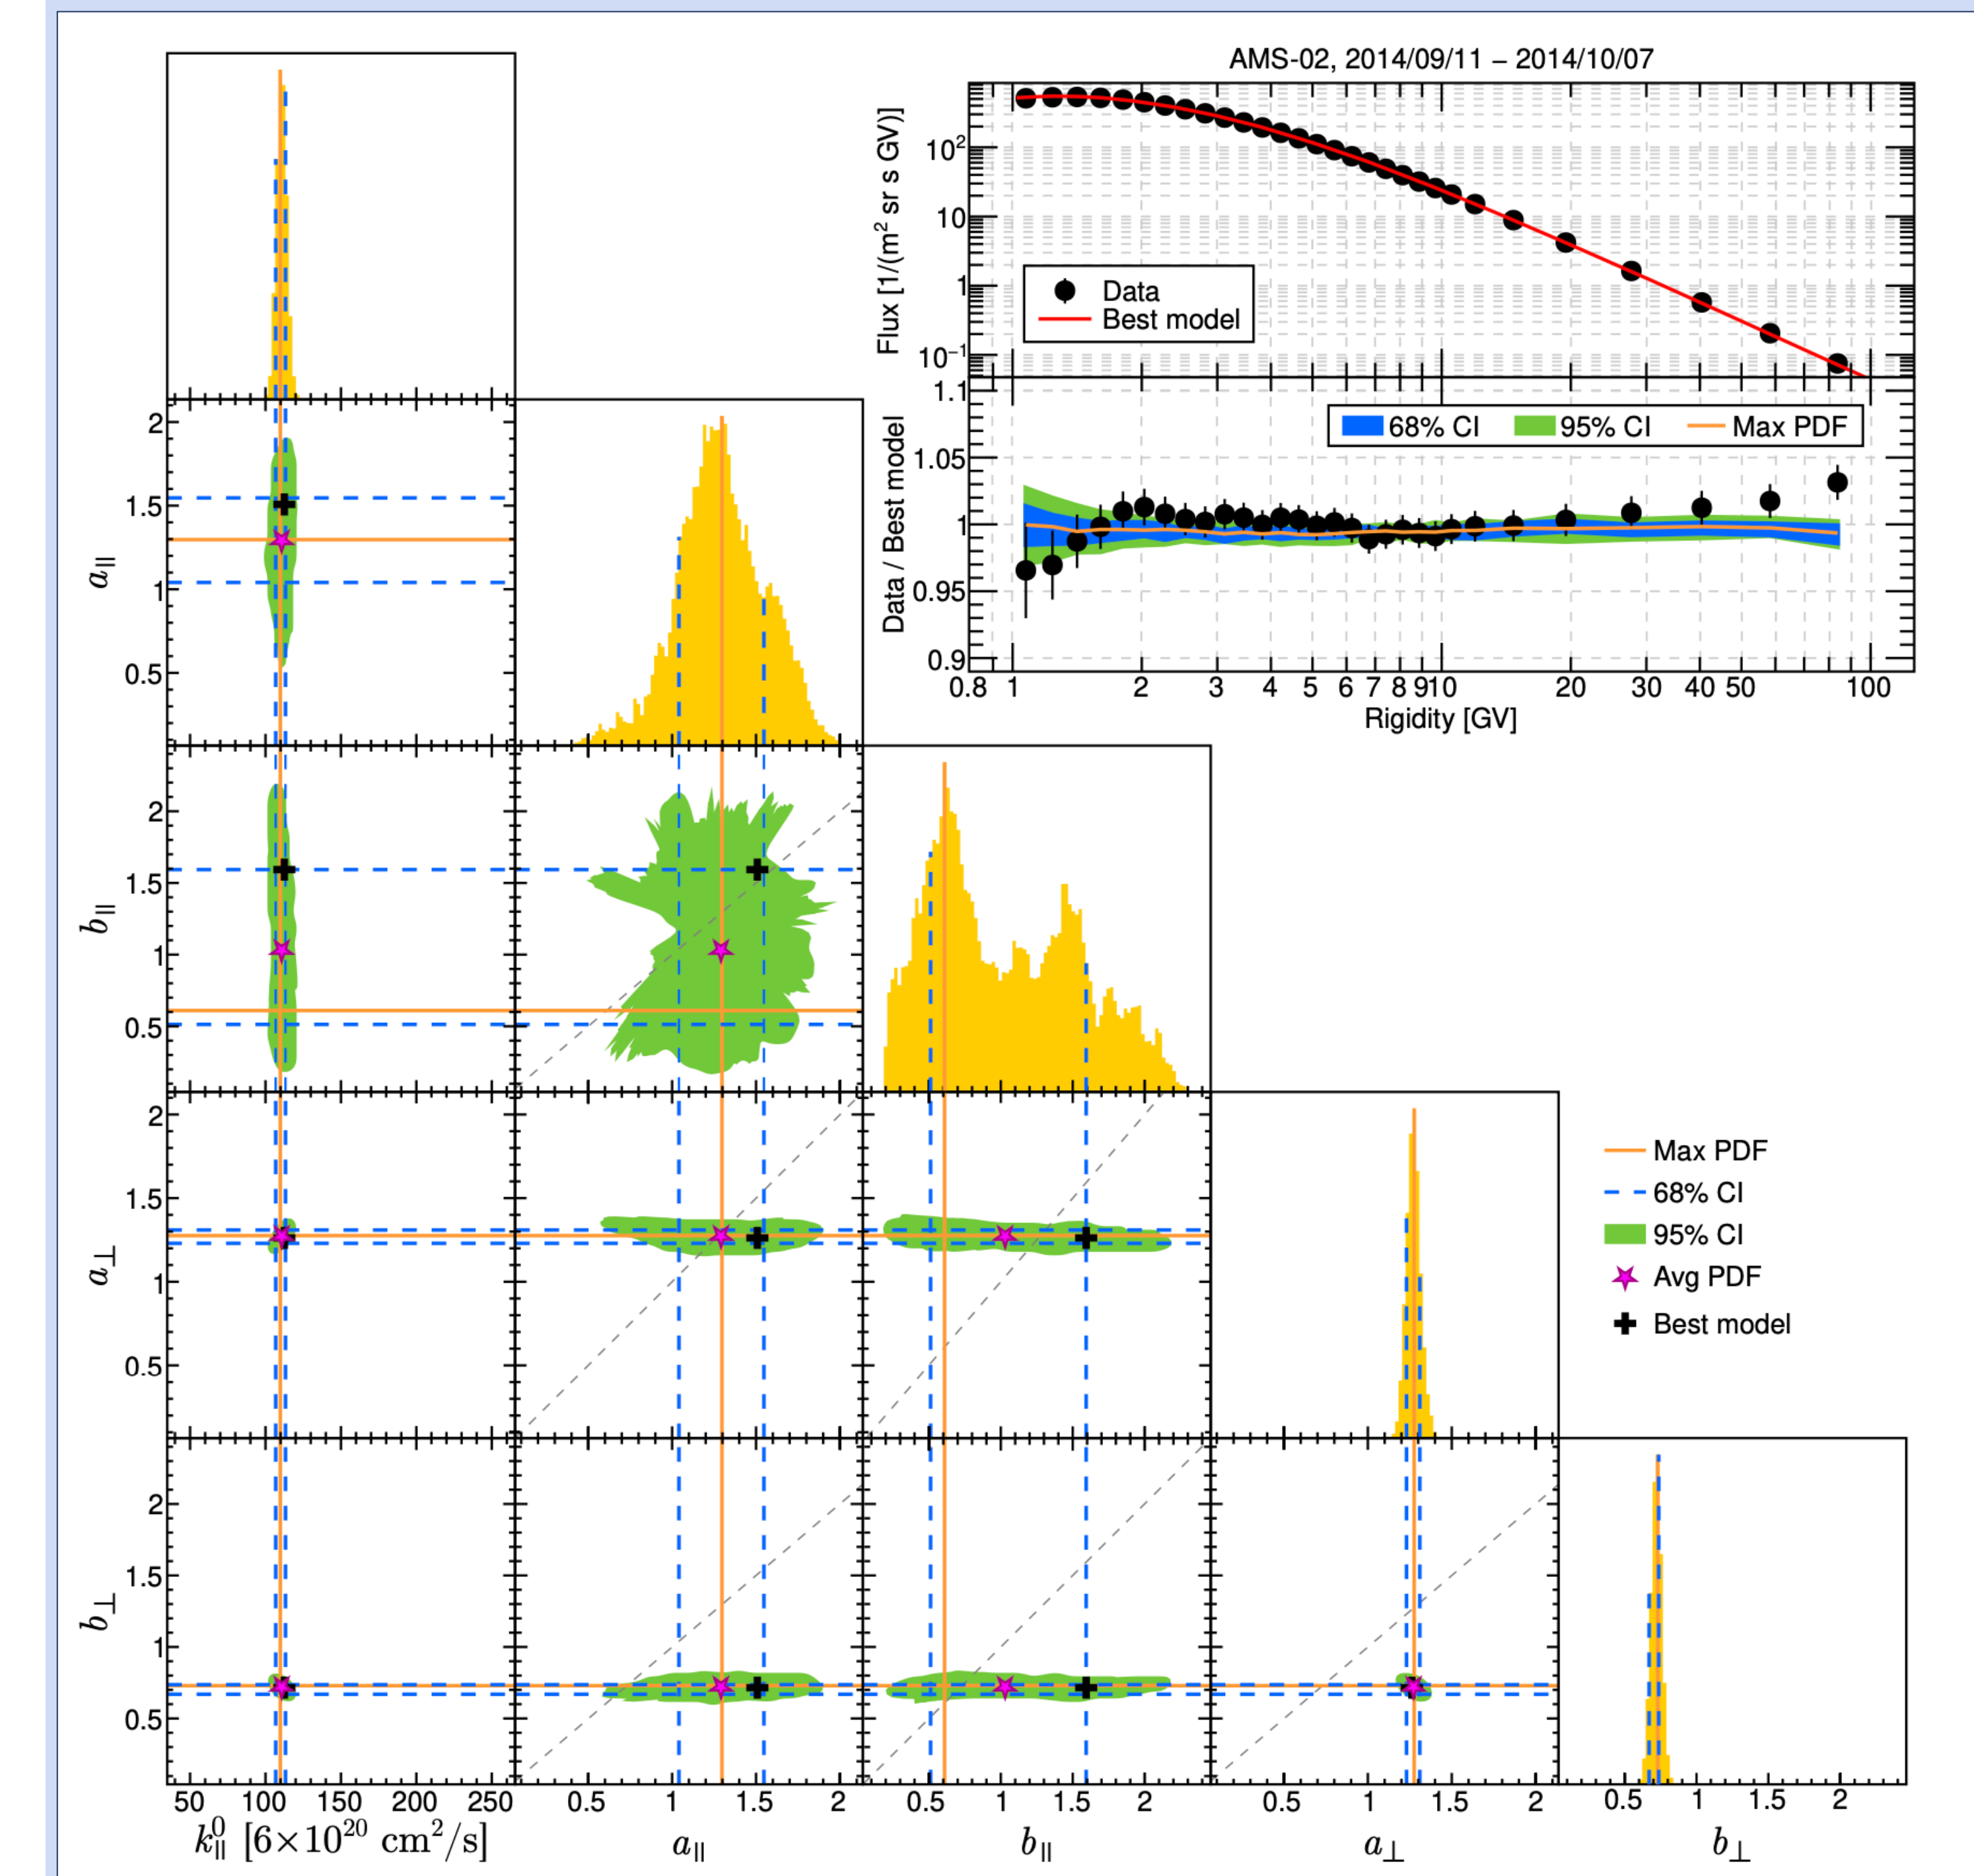 AMS-02, 2014/09/11 – 2014/10/07
Flux [1/(m² sr s GV)]
10²
10
1
10⁻¹
Data
Best model
Data / Best model
1.1
1.05
1
0.95
0.9
68% CI 95% CI Max PDF
0.8 1 2 3 4 5 6 7 8 9 10 20 30 40 50 100
Rigidity [GV]
a∥
2
1.5
1
0.5
b∥
2
1.5
1
0.5
a⊥
2
1.5
1
0.5
Max PDF
68% CI
95% CI
Avg PDF
Best model
b⊥
2
1.5
1
0.5
50 100 150 200 250 0.5 1 1.5 2 0.5 1 1.5 2 0.5 1 1.5 2 0.5 1 1.5 2
k∥⁰ [6×10²⁰ cm²/s] a∥ b∥ a⊥ b⊥